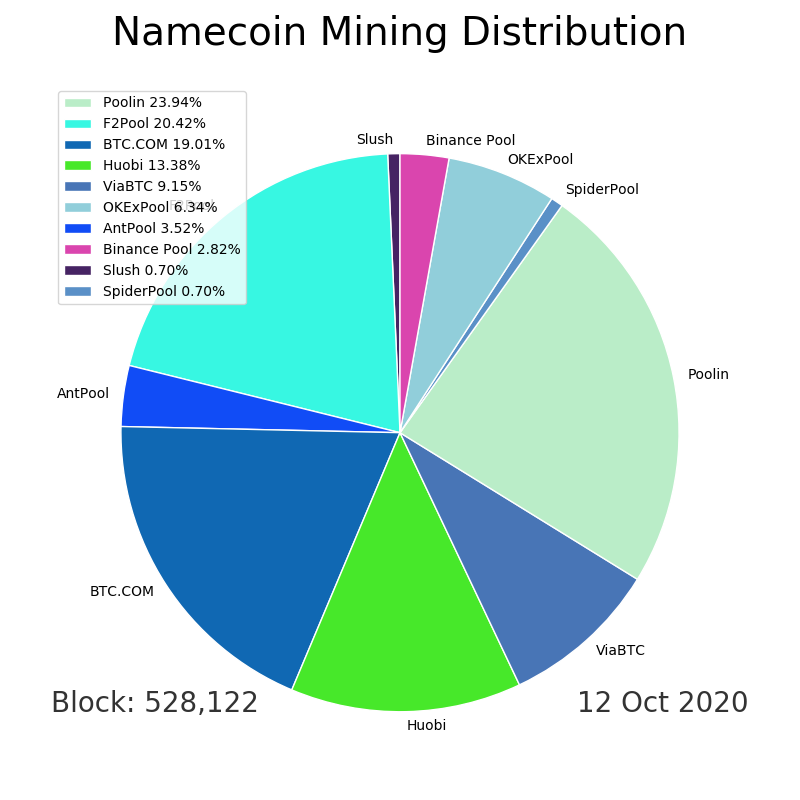 Namecoin Mining Distribution
Poolin 23.94%
F2Pool 20.42%
BTC.COM 19.01%
Huobi 13.38%
ViaBTC 9.15%
OKExPool 6.34%
AntPool 3.52%
Binance Pool 2.82%
Slush 0.70%
SpiderPool 0.70%
Slush
Binance Pool
OKExPool
SpiderPool
F2Pool
Poolin
AntPool
BTC.COM
ViaBTC
Huobi
Block: 528,122
12 Oct 2020